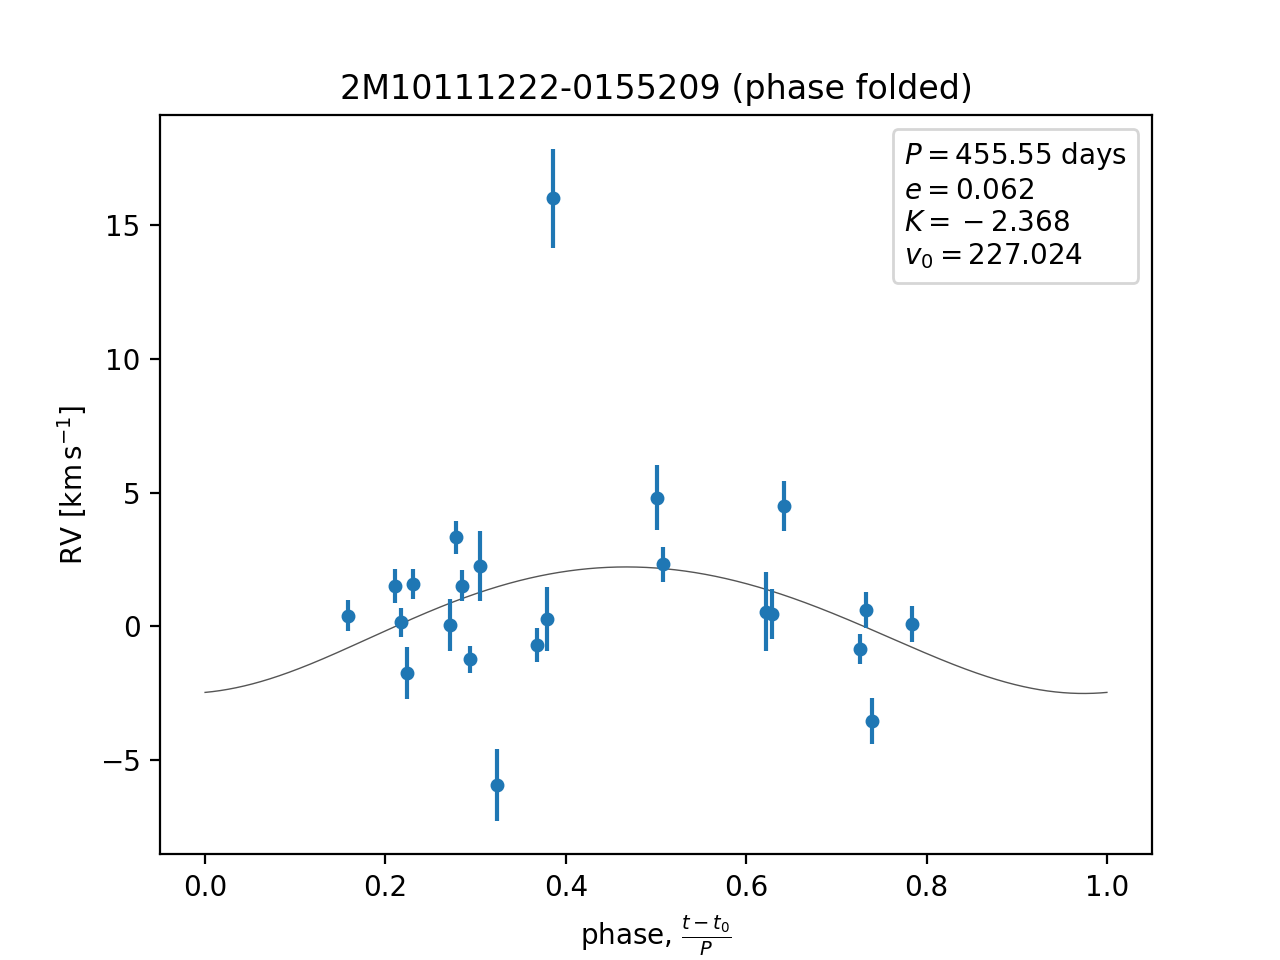 2M10111222-0155209 (phase folded)
P = 455.55 days
e = 0.062
K = −2.368
v₀ = 227.024
RV [km s⁻¹]
15
10
5
0
−5
0.0 0.2 0.4 0.6 0.8 1.0
phase, (t − t₀)/P